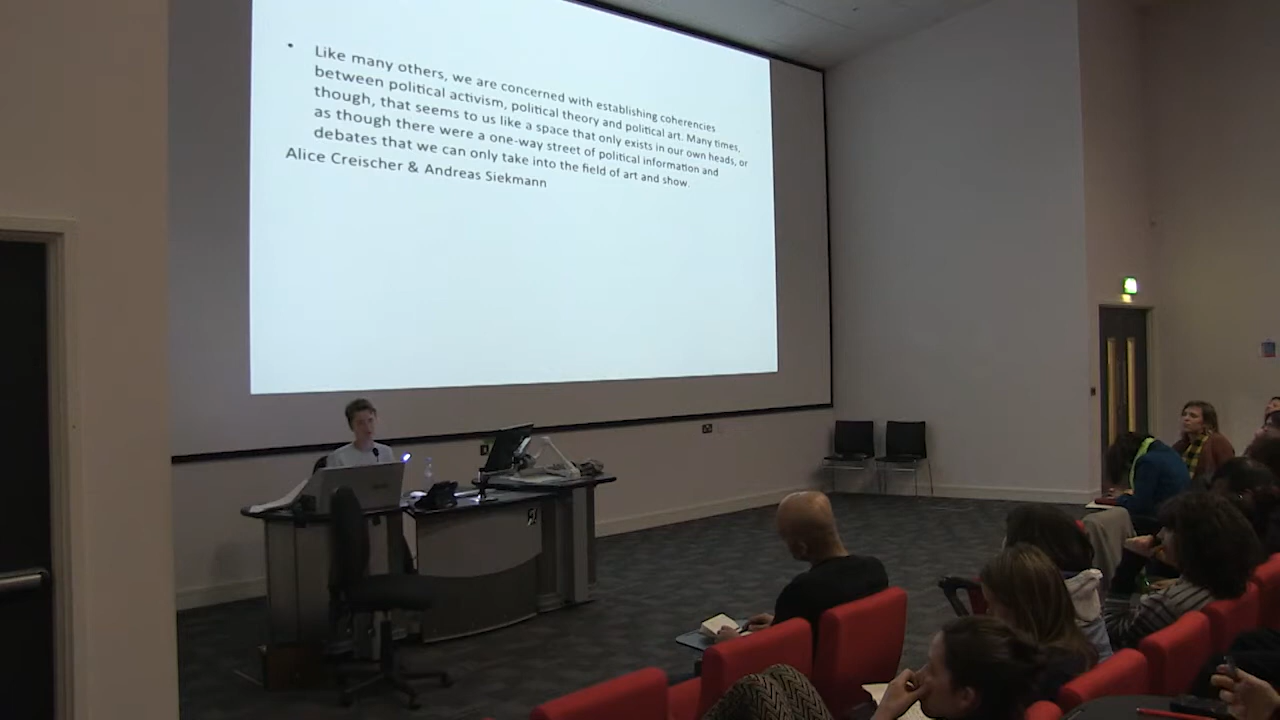 • Like many others, we are concerned with establishing coherencies
between political activism, political theory and political art. Many times,
though, that seems to us like a space that only exists in our own heads, or
as though there were a one-way street of political information and
debates that we can only take into the field of art and show.
Alice Creischer & Andreas Siekmann